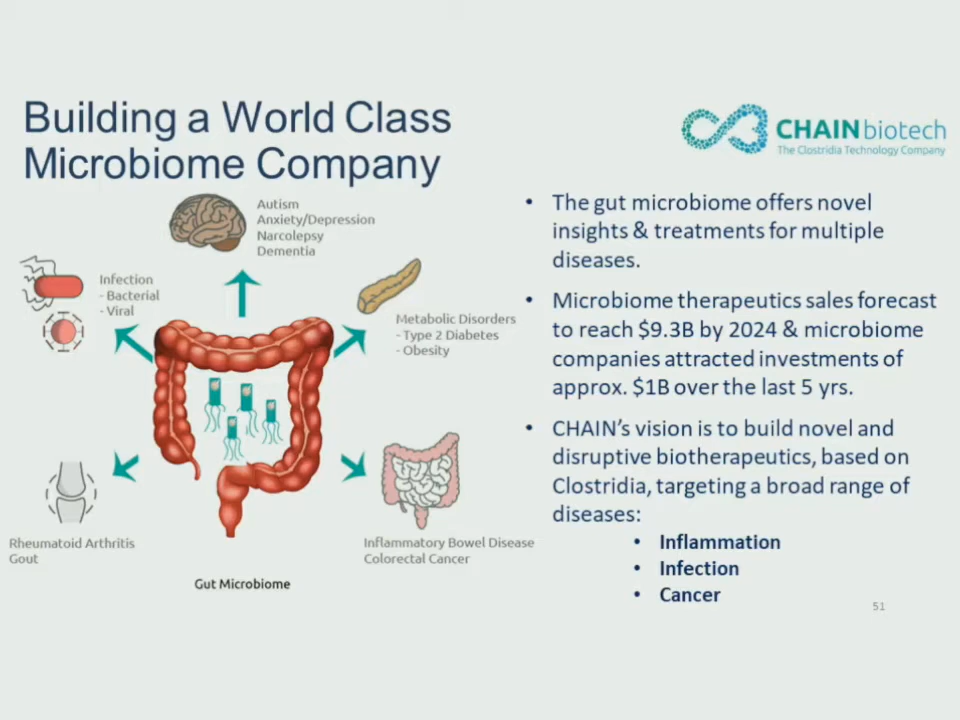 Building a World Class
Microbiome Company
CHAIN biotech
The Clostridia Technology Company
Autism
Anxiety/Depression
Narcolepsy
Dementia
Infection
- Bacterial
- Viral
Metabolic Disorders
- Type 2 Diabetes
- Obesity
Rheumatoid Arthritis
Gout
Inflammatory Bowel Disease
Colorectal Cancer
Gut Microbiome
• The gut microbiome offers novel
insights & treatments for multiple
diseases.
• Microbiome therapeutics sales forecast
to reach $9.3B by 2024 & microbiome
companies attracted investments of
approx. $1B over the last 5 yrs.
• CHAIN's vision is to build novel and
disruptive biotherapeutics, based on
Clostridia, targeting a broad range of
diseases:
• Inflammation
• Infection
• Cancer
51